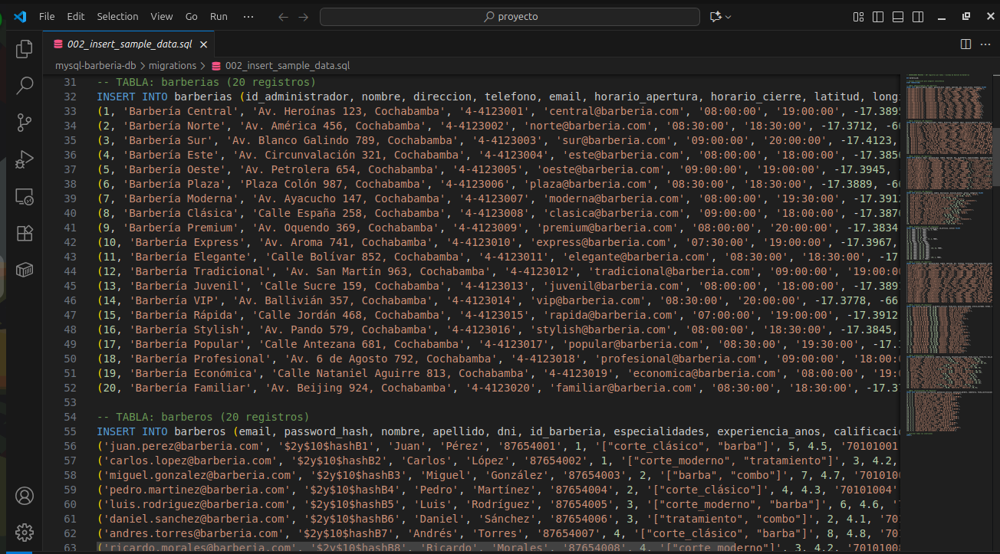 File Edit Selection View Go Run ··· proyecto
002_insert_sample_data.sql
mysql-barberia-db > migrations > 002_insert_sample_data.sql
31 -- TABLA: barberias (20 registros)
32 INSERT INTO barberias (id_administrador, nombre, direccion, telefono, email, horario_apertura, horario_cierre, latitud, longi
33 (1, 'Barbería Central', 'Av. Heroínas 123, Cochabamba', '4-4123001', 'central@barberia.com', '08:00:00', '19:00:00', -17.3895
34 (2, 'Barbería Norte', 'Av. América 456, Cochabamba', '4-4123002', 'norte@barberia.com', '08:30:00', '18:30:00', -17.3712, -66
35 (3, 'Barbería Sur', 'Av. Blanco Galindo 789, Cochabamba', '4-4123003', 'sur@barberia.com', '09:00:00', '20:00:00', -17.4123,
36 (4, 'Barbería Este', 'Av. Circunvalación 321, Cochabamba', '4-4123004', 'este@barberia.com', '08:00:00', '18:00:00', -17.3856
37 (5, 'Barbería Oeste', 'Av. Petrolera 654, Cochabamba', '4-4123005', 'oeste@barberia.com', '09:00:00', '19:00:00', -17.3945,
38 (6, 'Barbería Plaza', 'Plaza Colón 987, Cochabamba', '4-4123006', 'plaza@barberia.com', '08:30:00', '18:30:00', -17.3889, -66
39 (7, 'Barbería Moderna', 'Av. Ayacucho 147, Cochabamba', '4-4123007', 'moderna@barberia.com', '08:00:00', '19:30:00', -17.3912
40 (8, 'Barbería Clásica', 'Calle España 258, Cochabamba', '4-4123008', 'clasica@barberia.com', '09:00:00', '18:00:00', -17.3876
41 (9, 'Barbería Premium', 'Av. Oquendo 369, Cochabamba', '4-4123009', 'premium@barberia.com', '08:00:00', '20:00:00', -17.3834
42 (10, 'Barbería Express', 'Av. Aroma 741, Cochabamba', '4-4123010', 'express@barberia.com', '07:30:00', '19:00:00', -17.3967,
43 (11, 'Barbería Elegante', 'Calle Bolívar 852, Cochabamba', '4-4123011', 'elegante@barberia.com', '08:30:00', '18:30:00', -17.
44 (12, 'Barbería Tradicional', 'Av. San Martín 963, Cochabamba', '4-4123012', 'tradicional@barberia.com', '09:00:00', '19:00:00
45 (13, 'Barbería Juvenil', 'Calle Sucre 159, Cochabamba', '4-4123013', 'juvenil@barberia.com', '08:00:00', '18:00:00', -17.389
46 (14, 'Barbería VIP', 'Av. Ballivián 357, Cochabamba', '4-4123014', 'vip@barberia.com', '08:30:00', '20:00:00', -17.3778, -66
47 (15, 'Barbería Rápida', 'Calle Jordán 468, Cochabamba', '4-4123015', 'rapida@barberia.com', '07:00:00', '19:00:00', -17.3912
48 (16, 'Barbería Stylish', 'Av. Pando 579, Cochabamba', '4-4123016', 'stylish@barberia.com', '08:00:00', '18:30:00', -17.3845,
49 (17, 'Barbería Popular', 'Calle Antezana 681, Cochabamba', '4-4123017', 'popular@barberia.com', '08:30:00', '19:30:00', -17.
50 (18, 'Barbería Profesional', 'Av. 6 de Agosto 792, Cochabamba', '4-4123018', 'profesional@barberia.com', '09:00:00', '18:00:
51 (19, 'Barbería Económica', 'Calle Nataniel Aguirre 813, Cochabamba', '4-4123019', 'economica@barberia.com', '08:00:00', '19:
52 (20, 'Barbería Familiar', 'Av. Beijing 924, Cochabamba', '4-4123020', 'familiar@barberia.com', '08:30:00', '18:30:00', -17.37
53
54 -- TABLA: barberos (20 registros)
55 INSERT INTO barberos (email, password_hash, nombre, apellido, dni, id_barberia, especialidades, experiencia_anos, calificacio
56 ('juan.perez@barberia.com', '$2y$10$hashB1', 'Juan', 'Pérez', '87654001', 1, '["corte_clásico", "barba"]', 5, 4.5, '70101001
57 ('carlos.lopez@barberia.com', '$2y$10$hashB2', 'Carlos', 'López', '87654002', 1, '["corte_moderno", "tratamiento"]', 3, 4.2,
58 ('miguel.gonzalez@barberia.com', '$2y$10$hashB3', 'Miguel', 'González', '87654003', 2, '["barba", "combo"]', 7, 4.7, '7010100
59 ('pedro.martinez@barberia.com', '$2y$10$hashB4', 'Pedro', 'Martínez', '87654004', 2, '["corte_clásico"]', 4, 4.3, '70101004'
60 ('luis.rodriguez@barberia.com', '$2y$10$hashB5', 'Luis', 'Rodríguez', '87654005', 3, '["corte_moderno", "barba"]', 6, 4.6, '
61 ('daniel.sanchez@barberia.com', '$2y$10$hashB6', 'Daniel', 'Sánchez', '87654006', 3, '["tratamiento", "combo"]', 2, 4.1, '701
62 ('andres.torres@barberia.com', '$2y$10$hashB7', 'Andrés', 'Torres', '87654007', 4, '["corte_clásico", "barba"]', 8, 4.8, '701
63 ('ricardo.morales@barberia.com', '$2y$10$hashB8', 'Ricardo', 'Morales', '87654008', 4, '["corte_moderno"]', 3, 4.2, '7010100